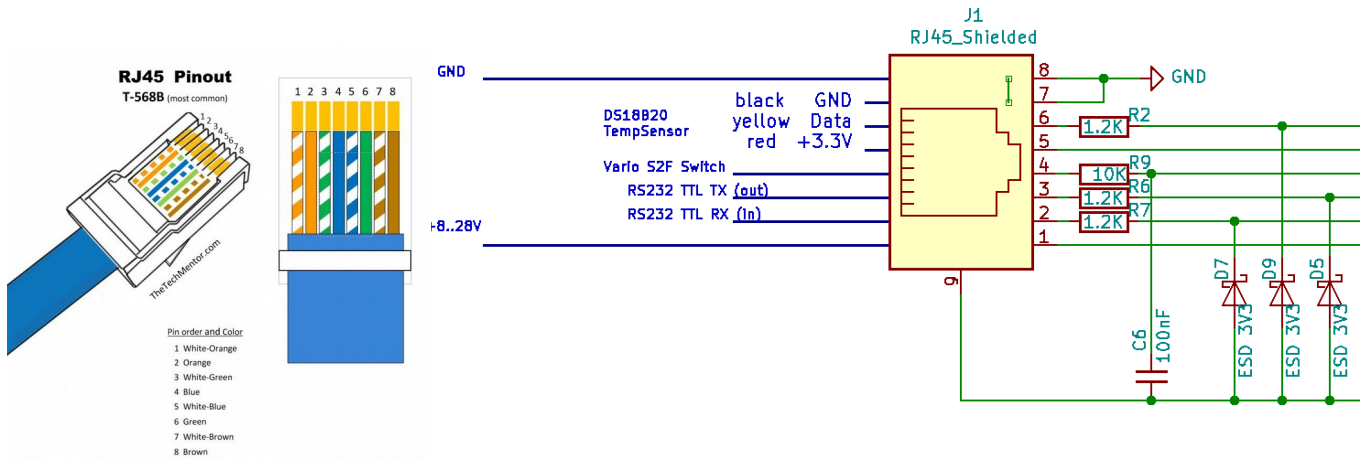 RJ45 Pinout
T-568B (most common)
1 2 3 4 5 6 7 8
1 2 3 4 5 6 7 8
TheTechMentor.com
Pin order and Color
1 White-Orange
2 Orange
3 White-Green
4 Blue
5 White-Blue
6 Green
7 White-Brown
8 Brown
J1
RJ45_Shielded
GND
black GND
DS18B20
TempSensor
yellow Data
red +3.3V
Vario S2F Switch
RS232 TTL TX (out)
RS232 TTL RX (in)
+8..28V
8
7
6
5
4
3
2
1
9
GND
R2
1.2K
R9
10K
R6
1.2K
R7
1.2K
D7
ESD 3V3
D9
ESD 3V3
D5
ESD 3V3
C6
100nF